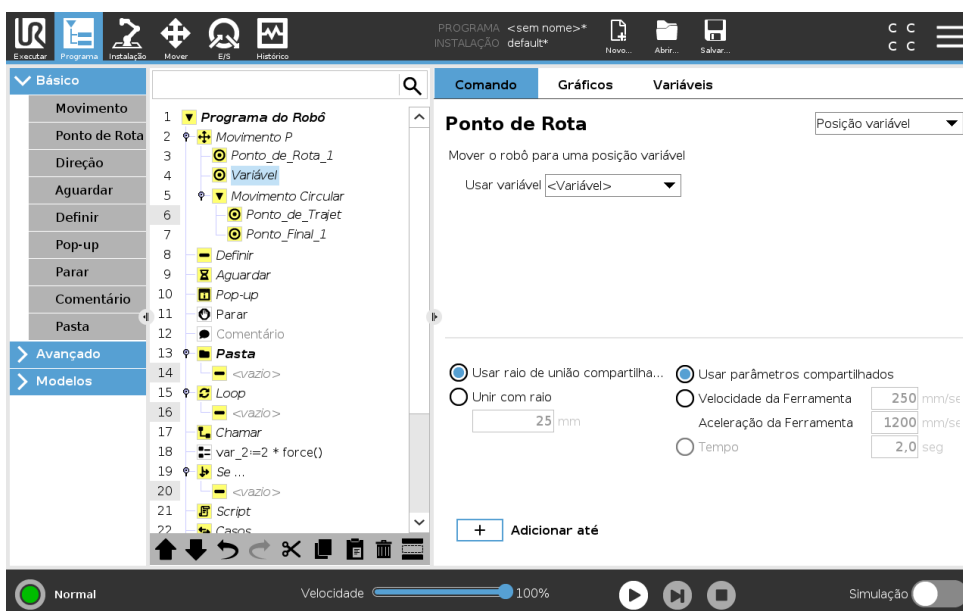 PROGRAMA <sem nome>*
INSTALAÇÃO default*
Executar Programa Instalação Mover E/S Histórico Novo... Abrir... Salvar...
C C
C C
Básico
Movimento
Ponto de Rota
Direção
Aguardar
Definir
Pop-up
Parar
Comentário
Pasta
Avançado
Modelos
1 Programa do Robô
2 Movimento P
3 Ponto_de_Rota_1
4 Variável
5 Movimento Circular
6 Ponto_de_Trajet
7 Ponto_Final_1
8 Definir
9 Aguardar
10 Pop-up
11 Parar
12 Comentário
13 Pasta
14 <vazio>
15 Loop
16 <vazio>
17 Chamar
18 var_2:=2 * force()
19 Se ...
20 <vazio>
21 Script
22 Casos
Comando Gráficos Variáveis
Ponto de Rota
Posição variável
Mover o robô para uma posição variável
Usar variável <Variável>
Usar raio de união compartilha... Usar parâmetros compartilhados
Unir com raio Velocidade da Ferramenta 250 mm/se
25 mm Aceleração da Ferramenta 1200 mm/se
Tempo 2,0 seg
+ Adicionar até
Normal Velocidade 100% Simulação